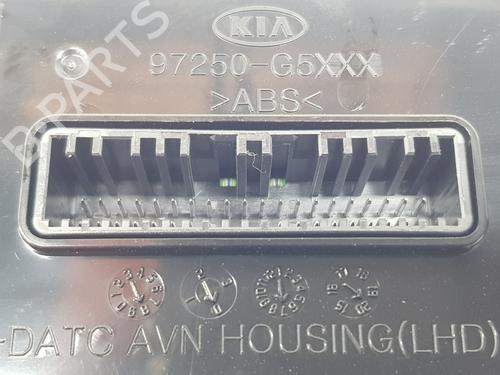 KIA
97250-G5XXX
>ABS<
B-PARTS
-DATC AVN HOUSING(LHD)